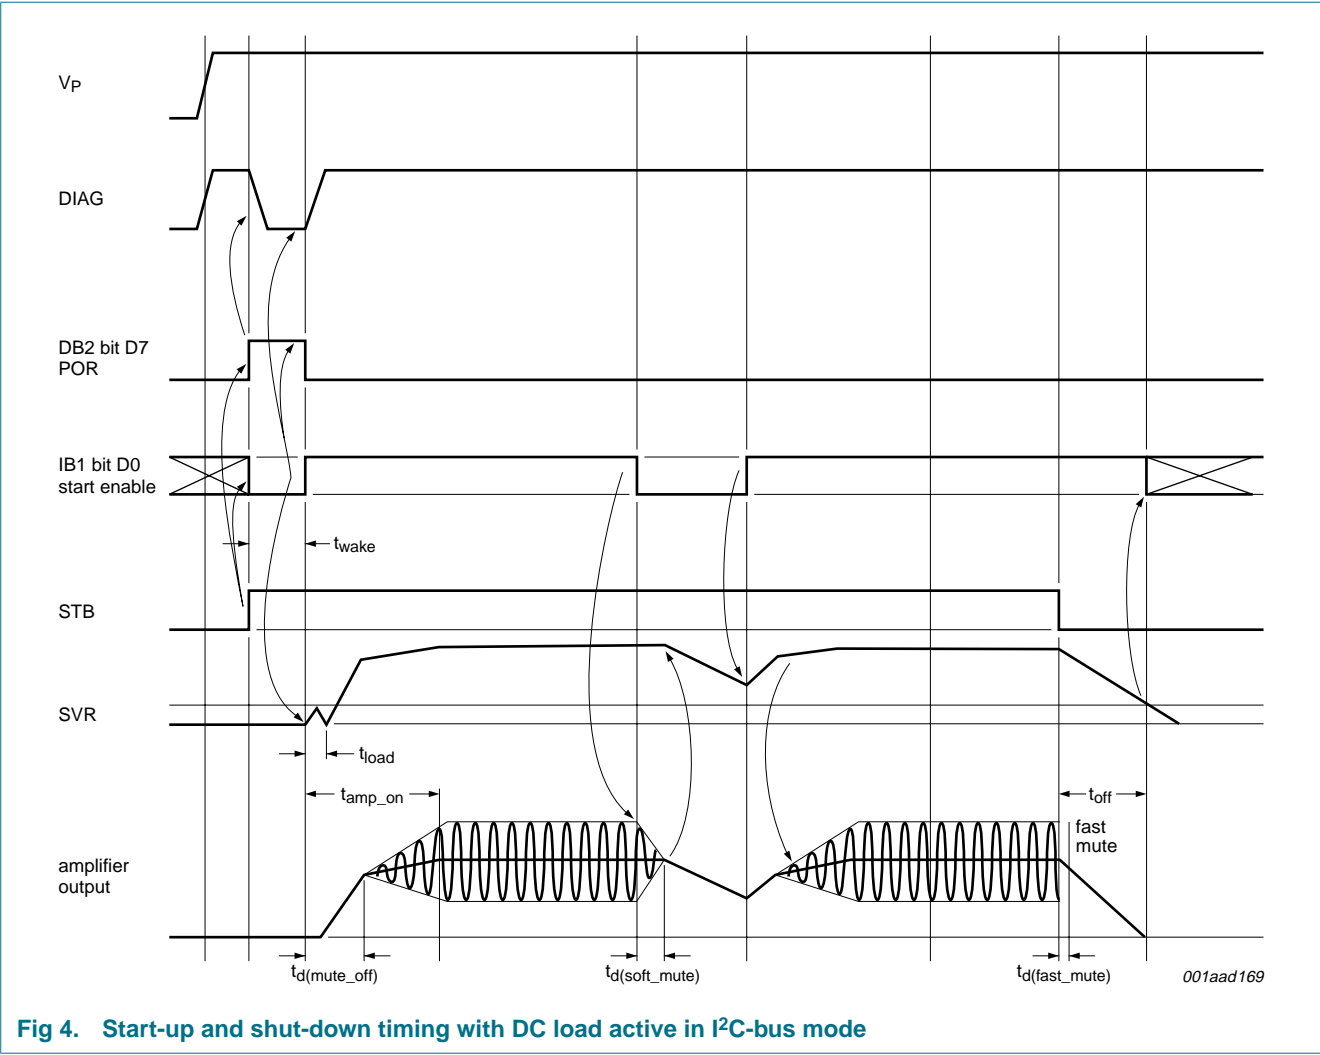 VP
DIAG
DB2 bit D7
POR
IB1 bit D0
start enable
twake
STB
SVR
tload
tamp_on
toff
fast
mute
amplifier
output
td(mute_off)
td(soft_mute)
td(fast_mute)
001aad169
Fig 4. Start-up and shut-down timing with DC load active in I2C-bus mode